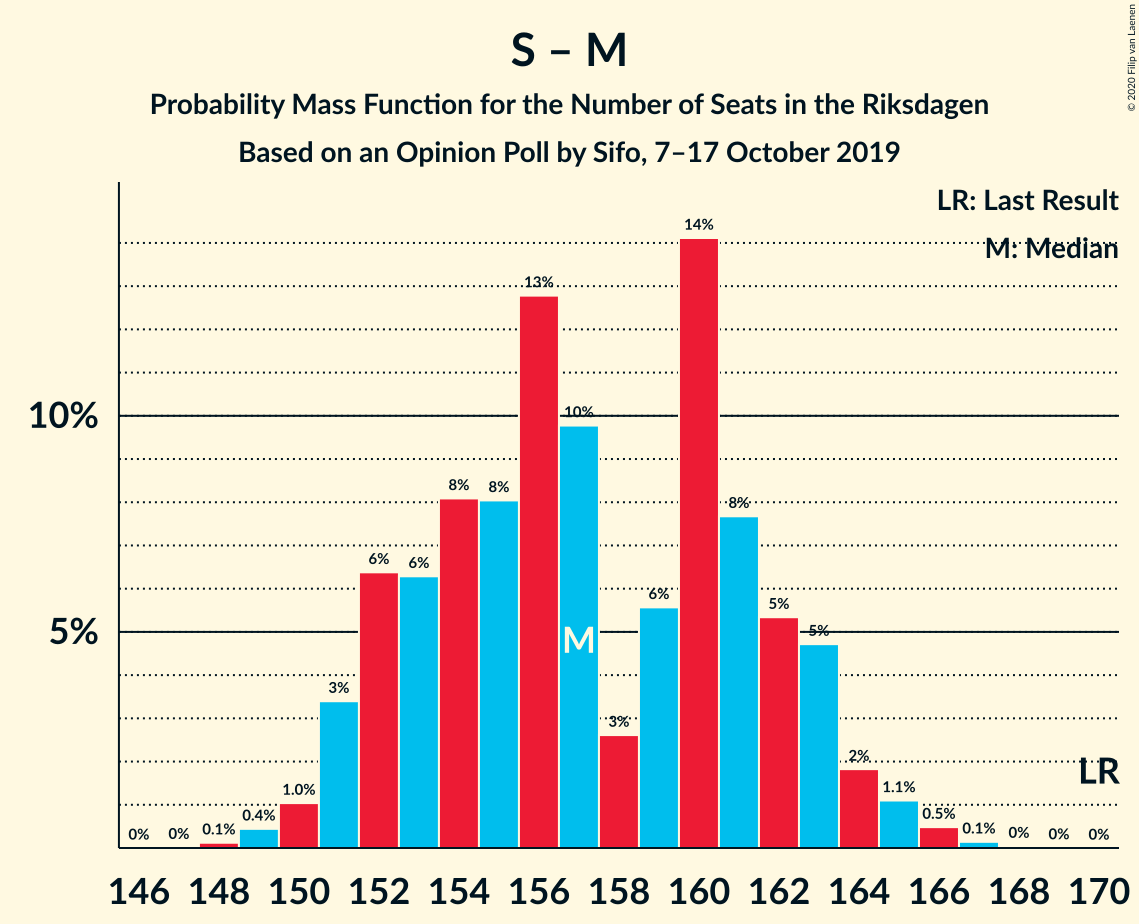 S – M
Probability Mass Function for the Number of Seats in the Riksdagen
Based on an Opinion Poll by Sifo, 7–17 October 2019
© 2020 Filip van Laenen
LR: Last Result
M: Median
10%
5%
0% 0% 0.1% 0.4% 1.0% 3% 6% 6% 8% 8% 13% 10% 3% 6% 14% 8% 5% 5% 2% 1.1% 0.5% 0.1% 0% 0% 0%
M
LR
146 148 150 152 154 156 158 160 162 164 166 168 170